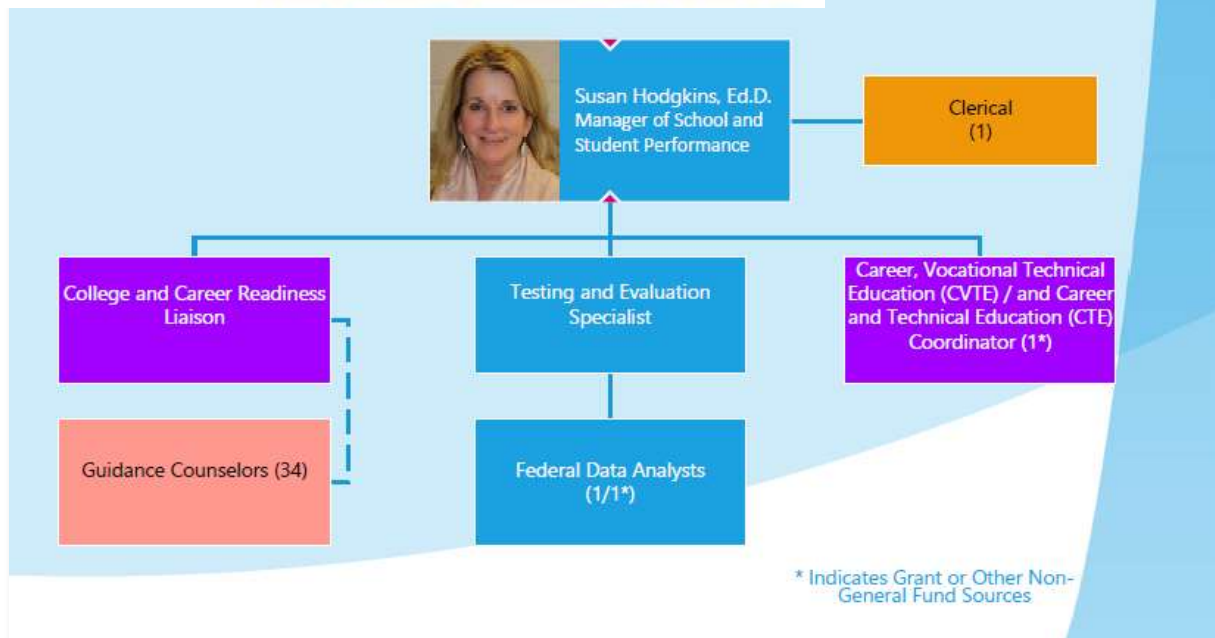 Susan Hodgkins, Ed.D.
Manager of School and
Student Performance
Clerical
(1)
College and Career Readiness
Liaison
Testing and Evaluation
Specialist
Career, Vocational Technical
Education (CVTE) / and Career
and Technical Education (CTE)
Coordinator (1*)
Guidance Counselors (34)
Federal Data Analysts
(1/1*)
* Indicates Grant or Other Non-
General Fund Sources